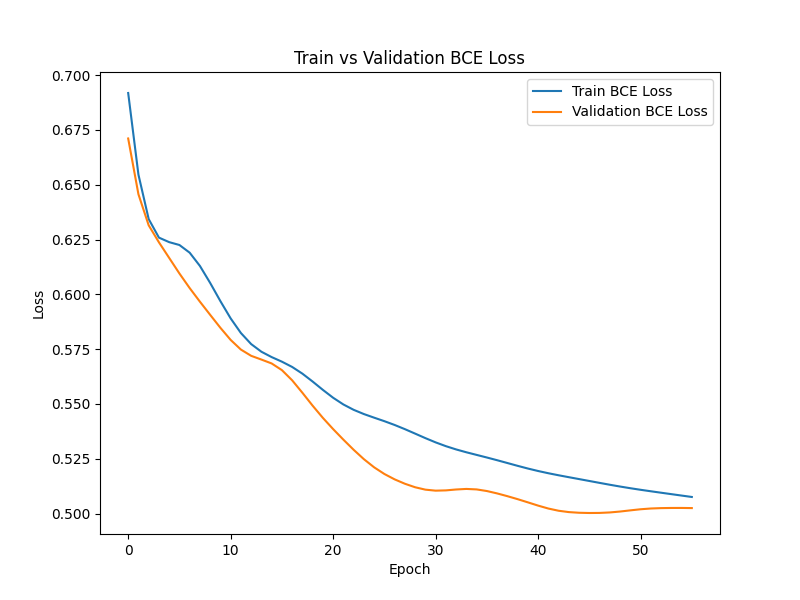 Train vs Validation BCE Loss
Train BCE Loss
Validation BCE Loss
0.700
0.675
0.650
0.625
0.600
0.575
0.550
0.525
0.500
Loss
0 10 20 30 40 50
Epoch